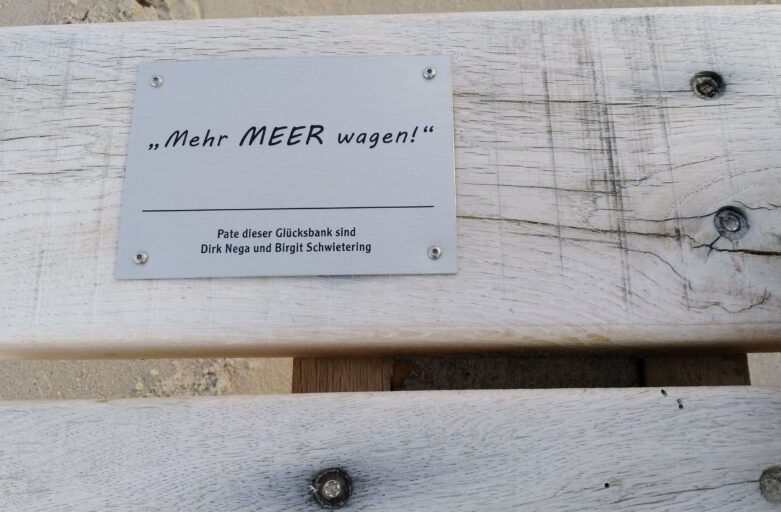 „Mehr MEER wagen!“
Pate dieser Glücksbank sind
Dirk Nega und Birgit Schwietering